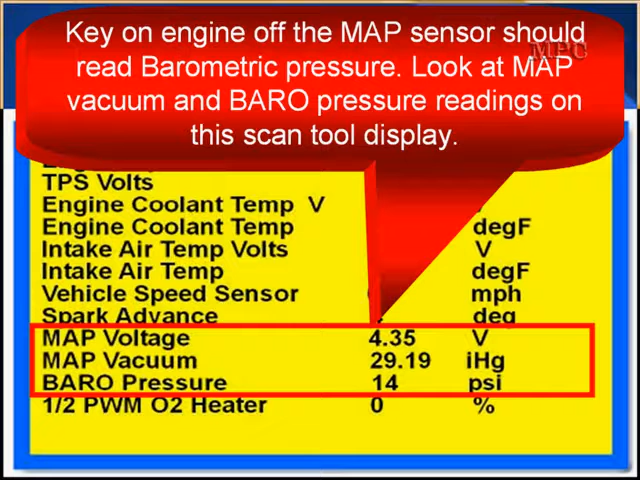 Key on engine off the MAP sensor should
read Barometric pressure. Look at MAP
vacuum and BARO pressure readings on
this scan tool display.
MPC
TPS Volts
Engine Coolant Temp V
Engine Coolant Temp degF
Intake Air Temp Volts V
Intake Air Temp degF
Vehicle Speed Sensor mph
Spark Advance deg
MAP Voltage 4.35 V
MAP Vacuum 29.19 iHg
BARO Pressure 14 psi
1/2 PWM O2 Heater 0 %